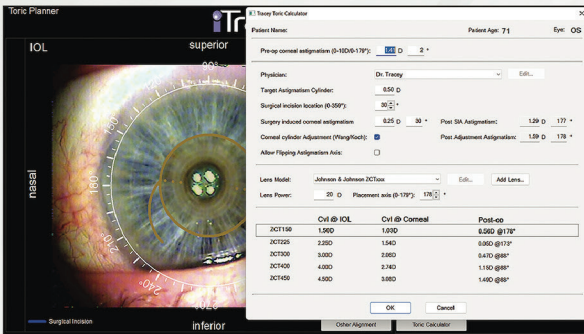 Toric Planner
iTra
IOL
superior
90°
nasal
180
240
270
inferior
Surgical Incision
Osher Alignment
Toric Calculator
Tracey Toric Calculator
Patient Name:
Patient Age: 71
Eye: OS
Pre-op corneal astigmatism (0-10D/0-179°):
D 2 °
Physician:
Dr. Tracey
Edit...
Target Astigmatism Cylinder:
0.50 D
Surgical incision location (0-359°):
30 °
Surgery induced corneal astigmatism
0.25 D 30 °
Post SIA Astigmatism:
1.29 D 177 °
Corneal cylinder Adjustment (Wang/Koch):
Post Adjustment Astigmatism:
1.59 D 178 °
Allow Flipping Astigmatism Axis:
Lens Model:
Johnson & Johnson ZCTxxx
Edit...
Add Lens...
Lens Power:
20 D
Placement axis (0-179°):
178 °
Cyl @ IOL
Cyl @ Corneal
Post-op
ZCT150 1.50D 1.03D 0.56D @178°
ZCT225 2.25D 1.54D 0.05D @173°
ZCT300 3.00D 2.06D 0.47D @88°
ZCT400 4.00D 2.74D 1.15D @88°
ZCT450 4.50D 3.08D 1.49D @88°
OK
Cancel